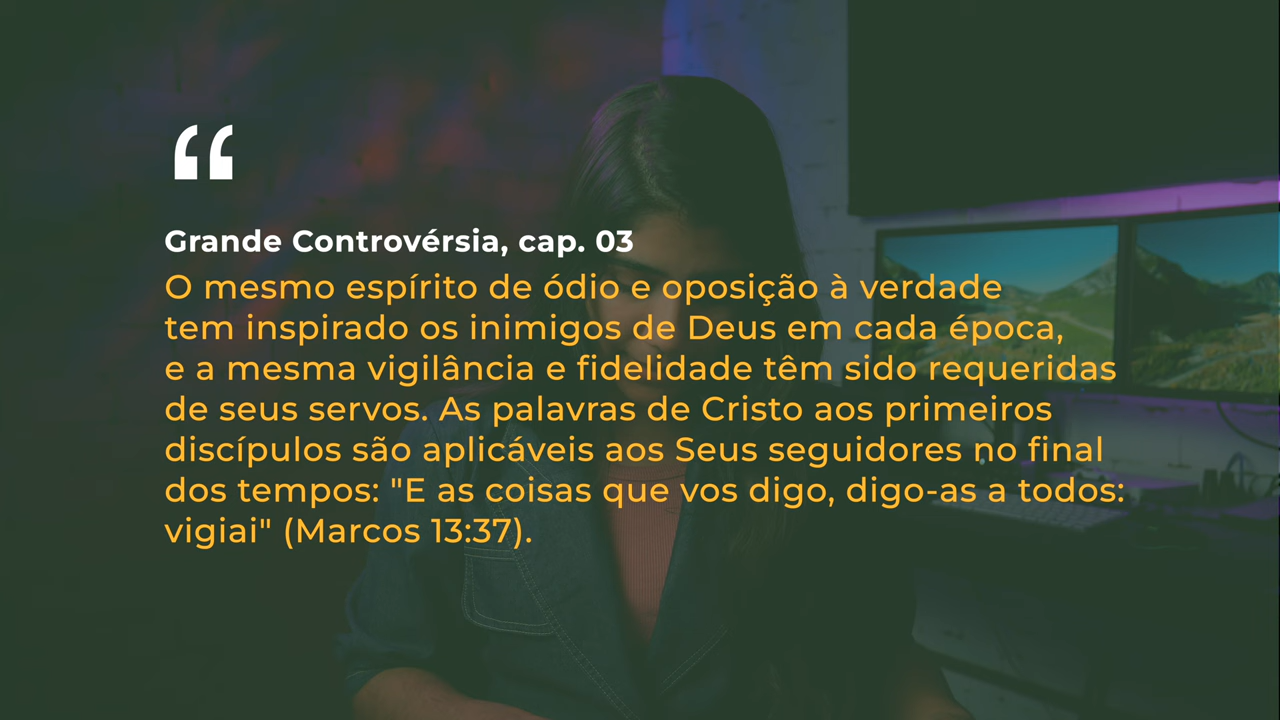 “
Grande Controvérsia, cap. 03
O mesmo espírito de ódio e oposição à verdade
tem inspirado os inimigos de Deus em cada época,
e a mesma vigilância e fidelidade têm sido requeridas
de seus servos. As palavras de Cristo aos primeiros
discípulos são aplicáveis aos Seus seguidores no final
dos tempos: "E as coisas que vos digo, digo-as a todos:
vigiai" (Marcos 13:37).